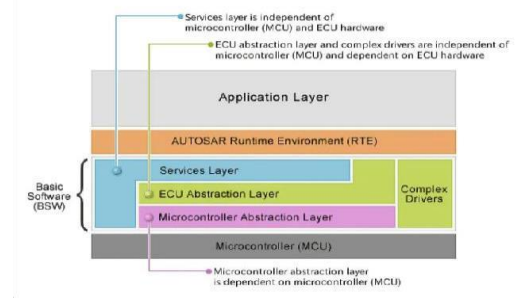 Services layer is independent of
microcontroller (MCU) and ECU hardware
ECU abstraction layer and complex drivers are independent of
microcontroller (MCU) and dependent on ECU hardware
Application Layer
AUTOSAR Runtime Environment (RTE)
Services Layer
ECU Abstraction Layer
Complex
Drivers
Basic
Software
(BSW)
Microcontroller Abstraction Layer
Microcontroller (MCU)
Microcontroller abstraction layer
is dependent on microcontroller (MCU)